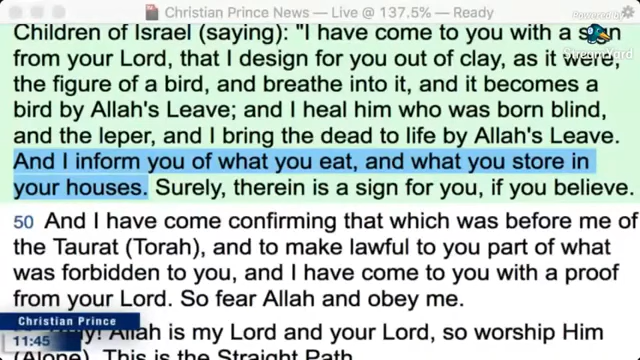 Christian Prince News — Live @ 137.5% — Ready
Powered by
StreamYard
Children of Israel (saying): "I have come to you with a sign
from your Lord, that I design for you out of clay, as it were,
the figure of a bird, and breathe into it, and it becomes a
bird by Allah's Leave; and I heal him who was born blind,
and the leper, and I bring the dead to life by Allah's Leave.
And I inform you of what you eat, and what you store in
your houses. Surely, therein is a sign for you, if you believe.
50 And I have come confirming that which was before me of
the Taurat (Torah), and to make lawful to you part of what
was forbidden to you, and I have come to you with a proof
from your Lord. So fear Allah and obey me.
Christian Prince
Allah is my Lord and your Lord, so worship Him
11:45
(Alone). This is the Straight Path.